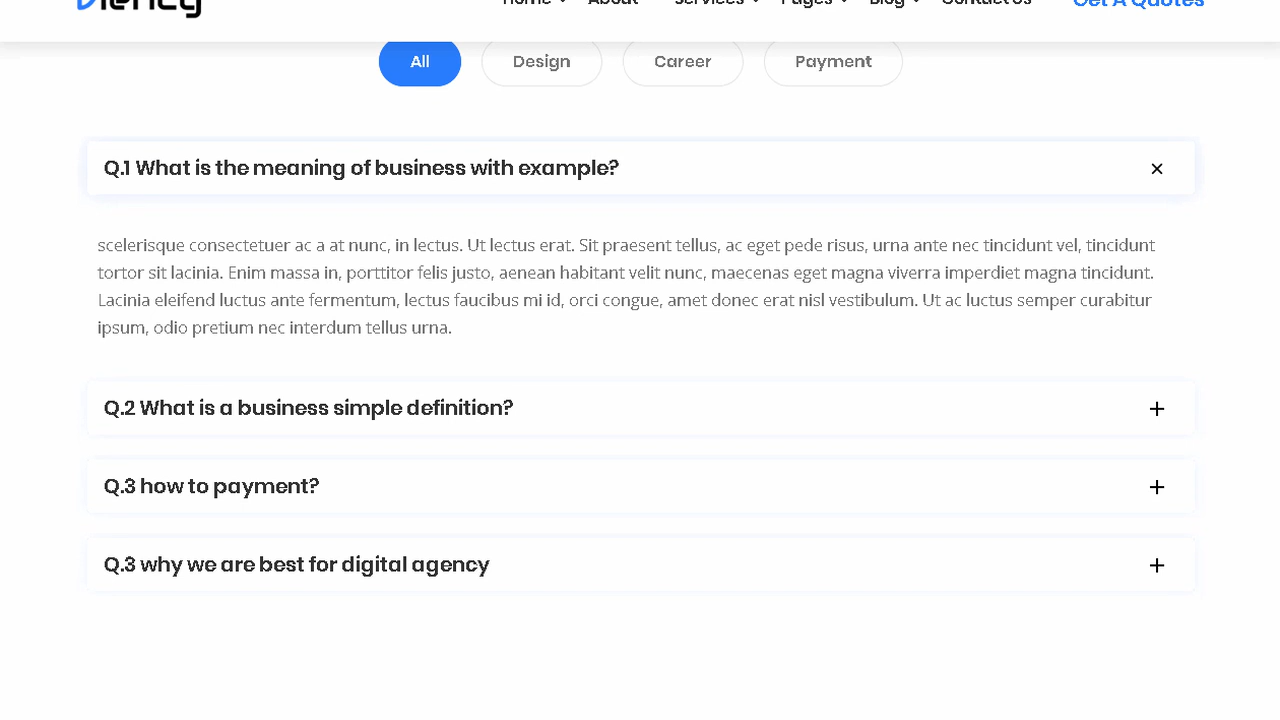 Home About Services Pages Blog Contact Us Get A Quotes
All Design Career Payment
Q.1 What is the meaning of business with example?
scelerisque consectetuer ac a at nunc, in lectus. Ut lectus erat. Sit praesent tellus, ac eget pede risus, urna ante nec tincidunt vel, tincidunt
tortor sit lacinia. Enim massa in, porttitor felis justo, aenean habitant velit nunc, maecenas eget magna viverra imperdiet magna tincidunt.
Lacinia eleifend luctus ante fermentum, lectus faucibus mi id, orci congue, amet donec erat nisl vestibulum. Ut ac luctus semper curabitur
ipsum, odio pretium nec interdum tellus urna.
Q.2 What is a business simple definition?
Q.3 how to payment?
Q.3 why we are best for digital agency